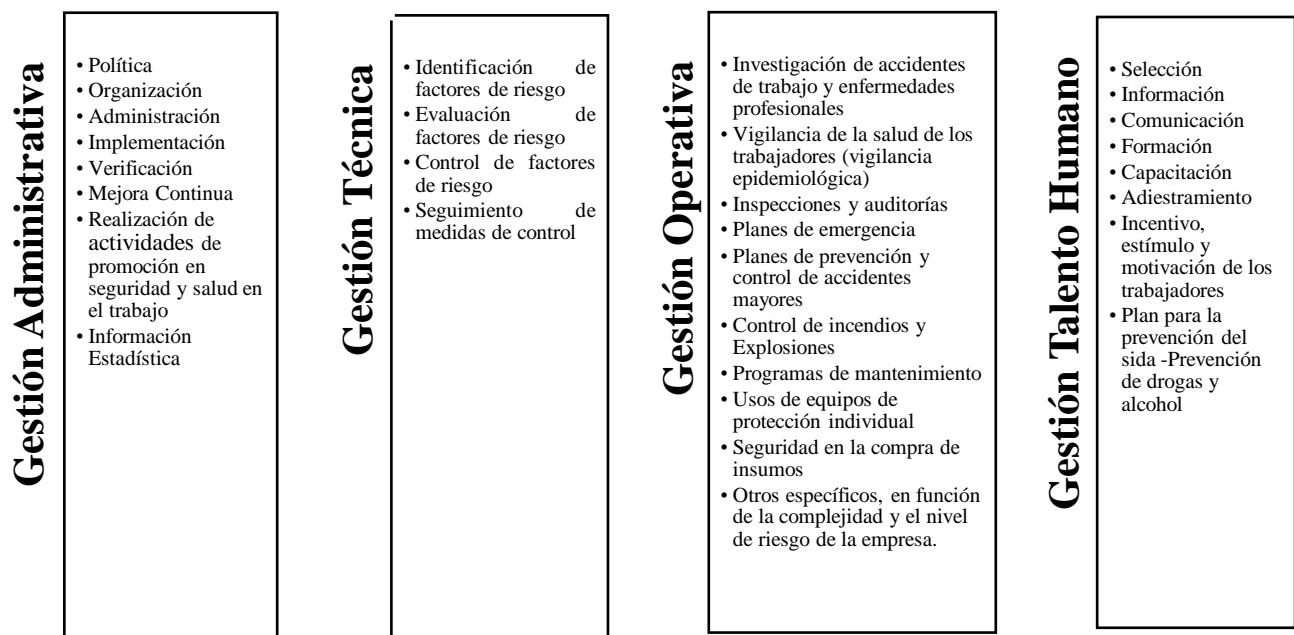 Gestión Administrativa
• Política
• Organización
• Administración
• Implementación
• Verificación
• Mejora Continua
• Realización de
actividades de
promoción en
seguridad y salud en
el trabajo
• Información
Estadística
Gestión Técnica
• Identificación de
factores de riesgo
• Evaluación de
factores de riesgo
• Control de factores
de riesgo
• Seguimiento de
medidas de control
Gestión Operativa
• Investigación de accidentes
de trabajo y enfermedades
profesionales
• Vigilancia de la salud de los
trabajadores (vigilancia
epidemiológica)
• Inspecciones y auditorías
• Planes de emergencia
• Planes de prevención y
control de accidentes
mayores
• Control de incendios y
Explosiones
• Programas de mantenimiento
• Usos de equipos de
protección individual
• Seguridad en la compra de
insumos
• Otros específicos, en función
de la complejidad y el nivel
de riesgo de la empresa.
Gestión Talento Humano
• Selección
• Información
• Comunicación
• Formación
• Capacitación
• Adiestramiento
• Incentivo,
estímulo y
motivación de los
trabajadores
• Plan para la
prevención del
sida -Prevención
de drogas y
alcohol